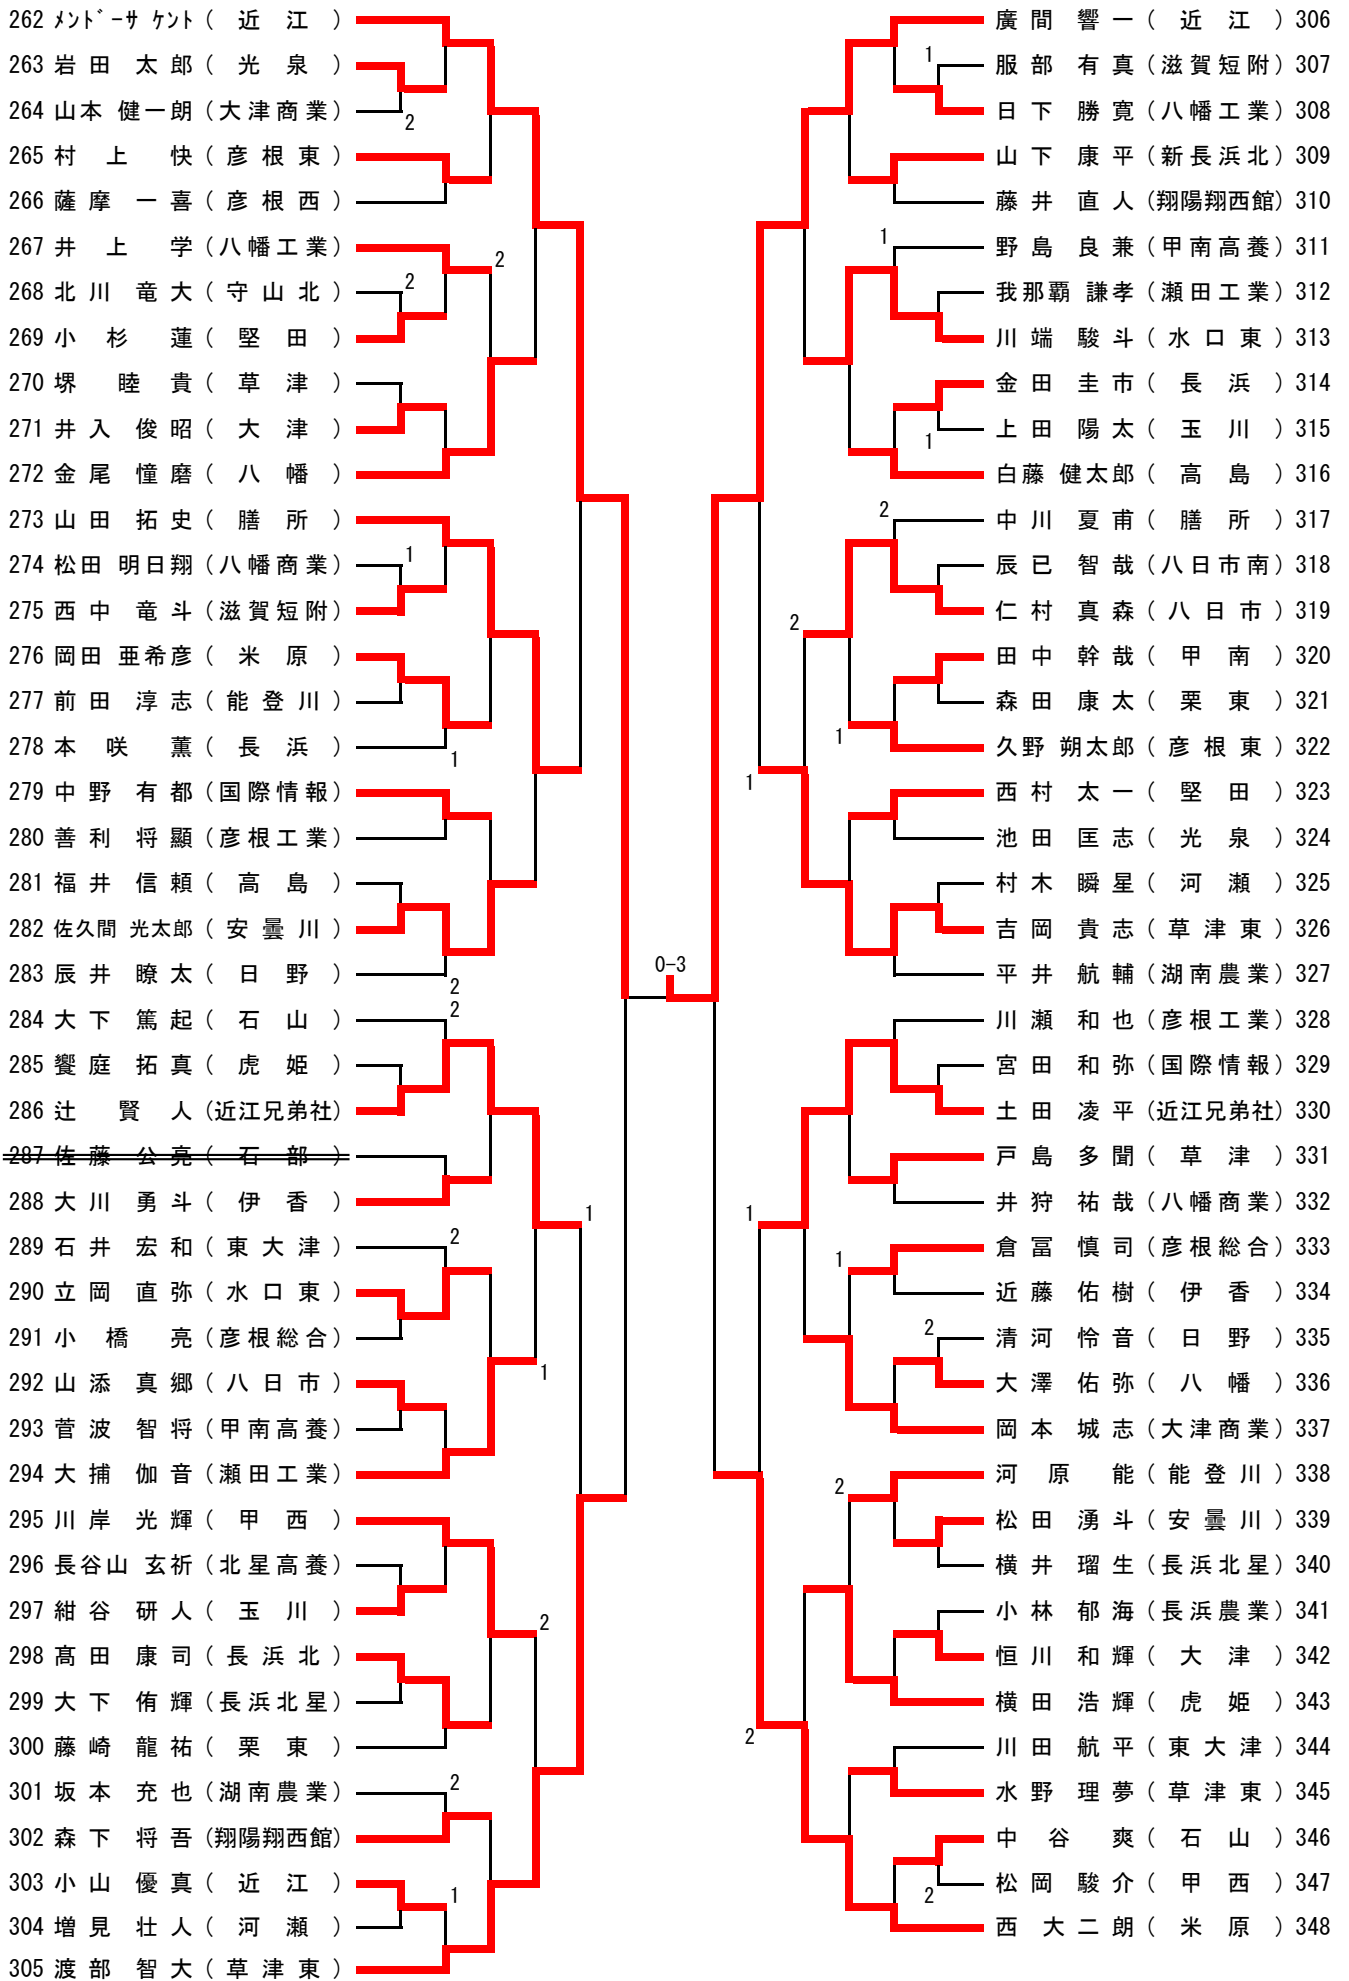 262 メンドーサ ケント ( 近 江 )
263 岩 田 太 郎 ( 光 泉 )
264 山本 健一朗 (大津商業)
2
265 村 上 快 ( 彦 根 東 )
266 薩 摩 一 喜 ( 彦 根 西 )
267 井 上 学 (八幡工業)
2
268 北 川 竜 大 ( 守 山 北 )
2
269 小 杉 蓮 ( 堅 田 )
270 堺 睦 貴 ( 草 津 )
271 井 入 俊 昭 ( 大 津 )
272 金 尾 憧 磨 ( 八 幡 )
273 山 田 拓 史 ( 膳 所 )
274 松田 明日翔 (八幡商業)
1
275 西 中 竜 斗 (滋賀短附)
276 岡田 亜希彦 ( 米 原 )
277 前 田 淳 志 ( 能 登 川 )
278 本 咲 薫 ( 長 浜 )
1
279 中 野 有 都 (国際情報)
280 善 利 将 顯 (彦根工業)
281 福 井 信 頼 ( 高 島 )
282 佐久間 光太郎 ( 安 曇 川 )
283 辰 井 瞭 太 ( 日 野 )
2
284 大 下 篤 起 ( 石 山 )
2
285 饗 庭 拓 真 ( 虎 姫 )
286 辻 賢 人 (近江兄弟社)
287 佐 藤 公 亮 ( 石 部 )
288 大 川 勇 斗 ( 伊 香 )
1
289 石 井 宏 和 ( 東 大 津 )
2
290 立 岡 直 弥 ( 水 口 東 )
291 小 橋 亮 (彦根総合)
1
292 山 添 真 郷 ( 八 日 市 )
293 菅 波 智 将 (甲南高養)
294 大 捕 伽 音 (瀬田工業)
295 川 岸 光 輝 ( 甲 西 )
296 長谷山 玄祈 (北星高養)
297 紺 谷 研 人 ( 玉 川 )
2
298 髙 田 康 司 ( 長 浜 北 )
299 大 下 侑 輝 (長浜北星)
300 藤 崎 龍 祐 ( 栗 東 )
301 坂 本 充 也 (湖南農業)
2
302 森 下 将 吾 (翔陽翔西館)
303 小 山 優 真 ( 近 江 )
1
304 増 見 壮 人 ( 河 瀬 )
305 渡 部 智 大 ( 草 津 東 )
0-3
廣 間 響 一 ( 近 江 ) 306
1
服 部 有 真 (滋賀短附) 307
日 下 勝 寛 (八幡工業) 308
山 下 康 平 (新長浜北) 309
藤 井 直 人 (翔陽翔西館) 310
1
野 島 良 兼 (甲南高養) 311
我那覇 謙孝 (瀬田工業) 312
川 端 駿 斗 ( 水 口 東 ) 313
金 田 圭 市 ( 長 浜 ) 314
1
上 田 陽 太 ( 玉 川 ) 315
白藤 健太郎 ( 高 島 ) 316
2
中 川 夏 甫 ( 膳 所 ) 317
辰 巳 智 哉 (八日市南) 318
仁 村 真 森 ( 八 日 市 ) 319
2
田 中 幹 哉 ( 甲 南 ) 320
森 田 康 太 ( 栗 東 ) 321
1
久野 朔太郎 ( 彦 根 東 ) 322
1
西 村 太 一 ( 堅 田 ) 323
池 田 匡 志 ( 光 泉 ) 324
村 木 瞬 星 ( 河 瀬 ) 325
吉 岡 貴 志 ( 草 津 東 ) 326
平 井 航 輔 (湖南農業) 327
川 瀬 和 也 (彦根工業) 328
宮 田 和 弥 (国際情報) 329
土 田 凌 平 (近江兄弟社) 330
戸 島 多 聞 ( 草 津 ) 331
井 狩 祐 哉 (八幡商業) 332
1
1
倉 冨 慎 司 (彦根総合) 333
近 藤 佑 樹 ( 伊 香 ) 334
2
清 河 怜 音 ( 日 野 ) 335
大 澤 佑 弥 ( 八 幡 ) 336
岡 本 城 志 (大津商業) 337
2
河 原 能 ( 能 登 川 ) 338
松 田 湧 斗 ( 安 曇 川 ) 339
横 井 瑠 生 (長浜北星) 340
小 林 郁 海 (長浜農業) 341
恒 川 和 輝 ( 大 津 ) 342
横 田 浩 輝 ( 虎 姫 ) 343
2
川 田 航 平 ( 東 大 津 ) 344
水 野 理 夢 ( 草 津 東 ) 345
中 谷 爽 ( 石 山 ) 346
2
松 岡 駿 介 ( 甲 西 ) 347
西 大 二 朗 ( 米 原 ) 348